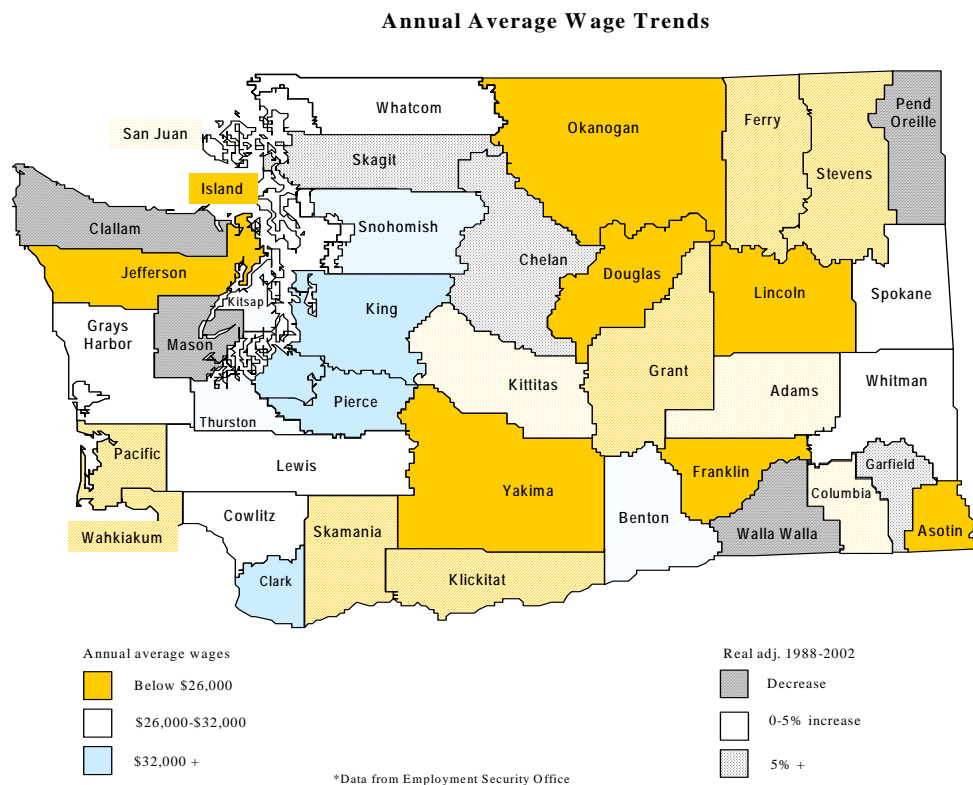 Annual Average Wage Trends
Whatcom
San Juan
Okanogan
Ferry
Pend
Oreille
Skagit
Stevens
Island
Clallam
Snohomish
Chelan
Jefferson
Douglas
Lincoln
Spokane
Kitsap
King
Grays
Harbor
Mason
Kittitas
Grant
Adams
Whitman
Pierce
Thurston
Pacific
Lewis
Yakima
Franklin
Garfield
Columbia
Cowlitz
Benton
Skamania
Wahkiakum
Walla Walla
Asotin
Clark
Klickitat
Annual average wages
Below $26,000
$26,000-$32,000
$32,000 +
Real adj. 1988-2002
Decrease
0-5% increase
5% +
*Data from Employment Security Office